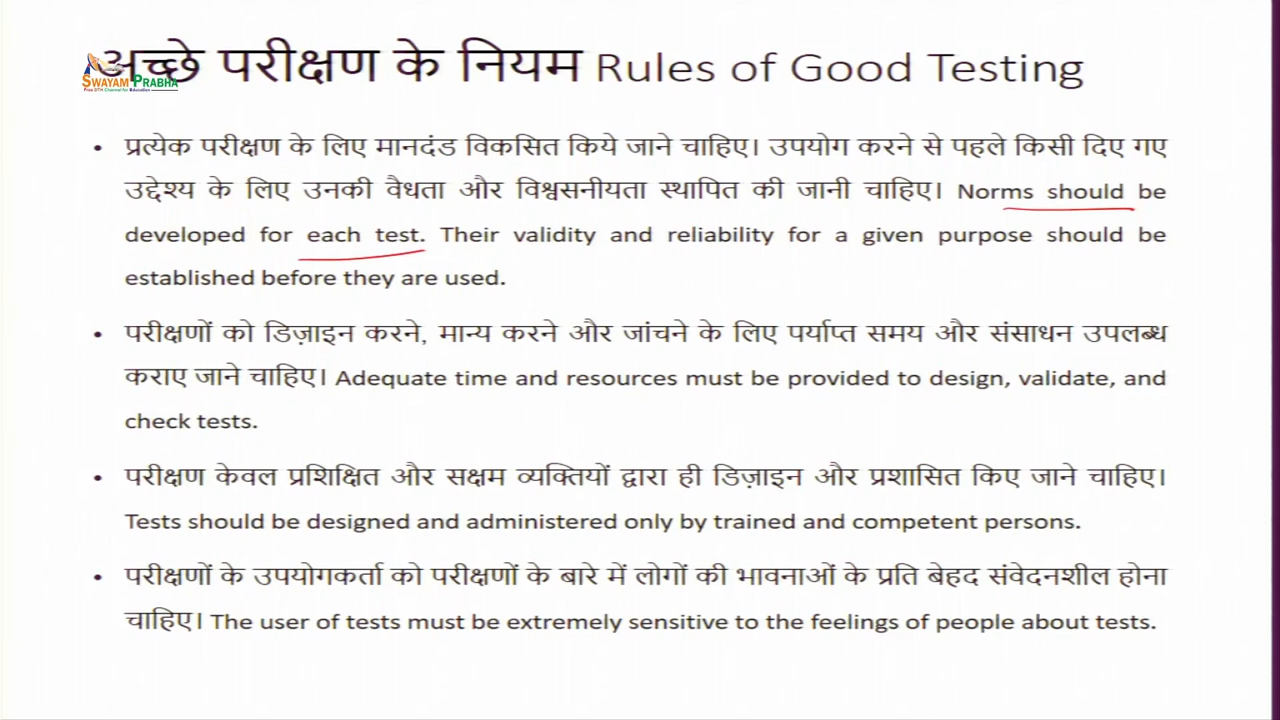 अच्छे परीक्षण के नियम Rules of Good Testing
SWAYAM PRABHA
Free DTH Channel for Education
• प्रत्येक परीक्षण के लिए मानदंड विकसित किये जाने चाहिए। उपयोग करने से पहले किसी दिए गए
उद्देश्य के लिए उनकी वैधता और विश्वसनीयता स्थापित की जानी चाहिए। Norms should be
developed for each test. Their validity and reliability for a given purpose should be
established before they are used.
• परीक्षणों को डिज़ाइन करने, मान्य करने और जांचने के लिए पर्याप्त समय और संसाधन उपलब्ध
कराए जाने चाहिए। Adequate time and resources must be provided to design, validate, and
check tests.
• परीक्षण केवल प्रशिक्षित और सक्षम व्यक्तियों द्वारा ही डिज़ाइन और प्रशासित किए जाने चाहिए।
Tests should be designed and administered only by trained and competent persons.
• परीक्षणों के उपयोगकर्ता को परीक्षणों के बारे में लोगों की भावनाओं के प्रति बेहद संवेदनशील होना
चाहिए। The user of tests must be extremely sensitive to the feelings of people about tests.